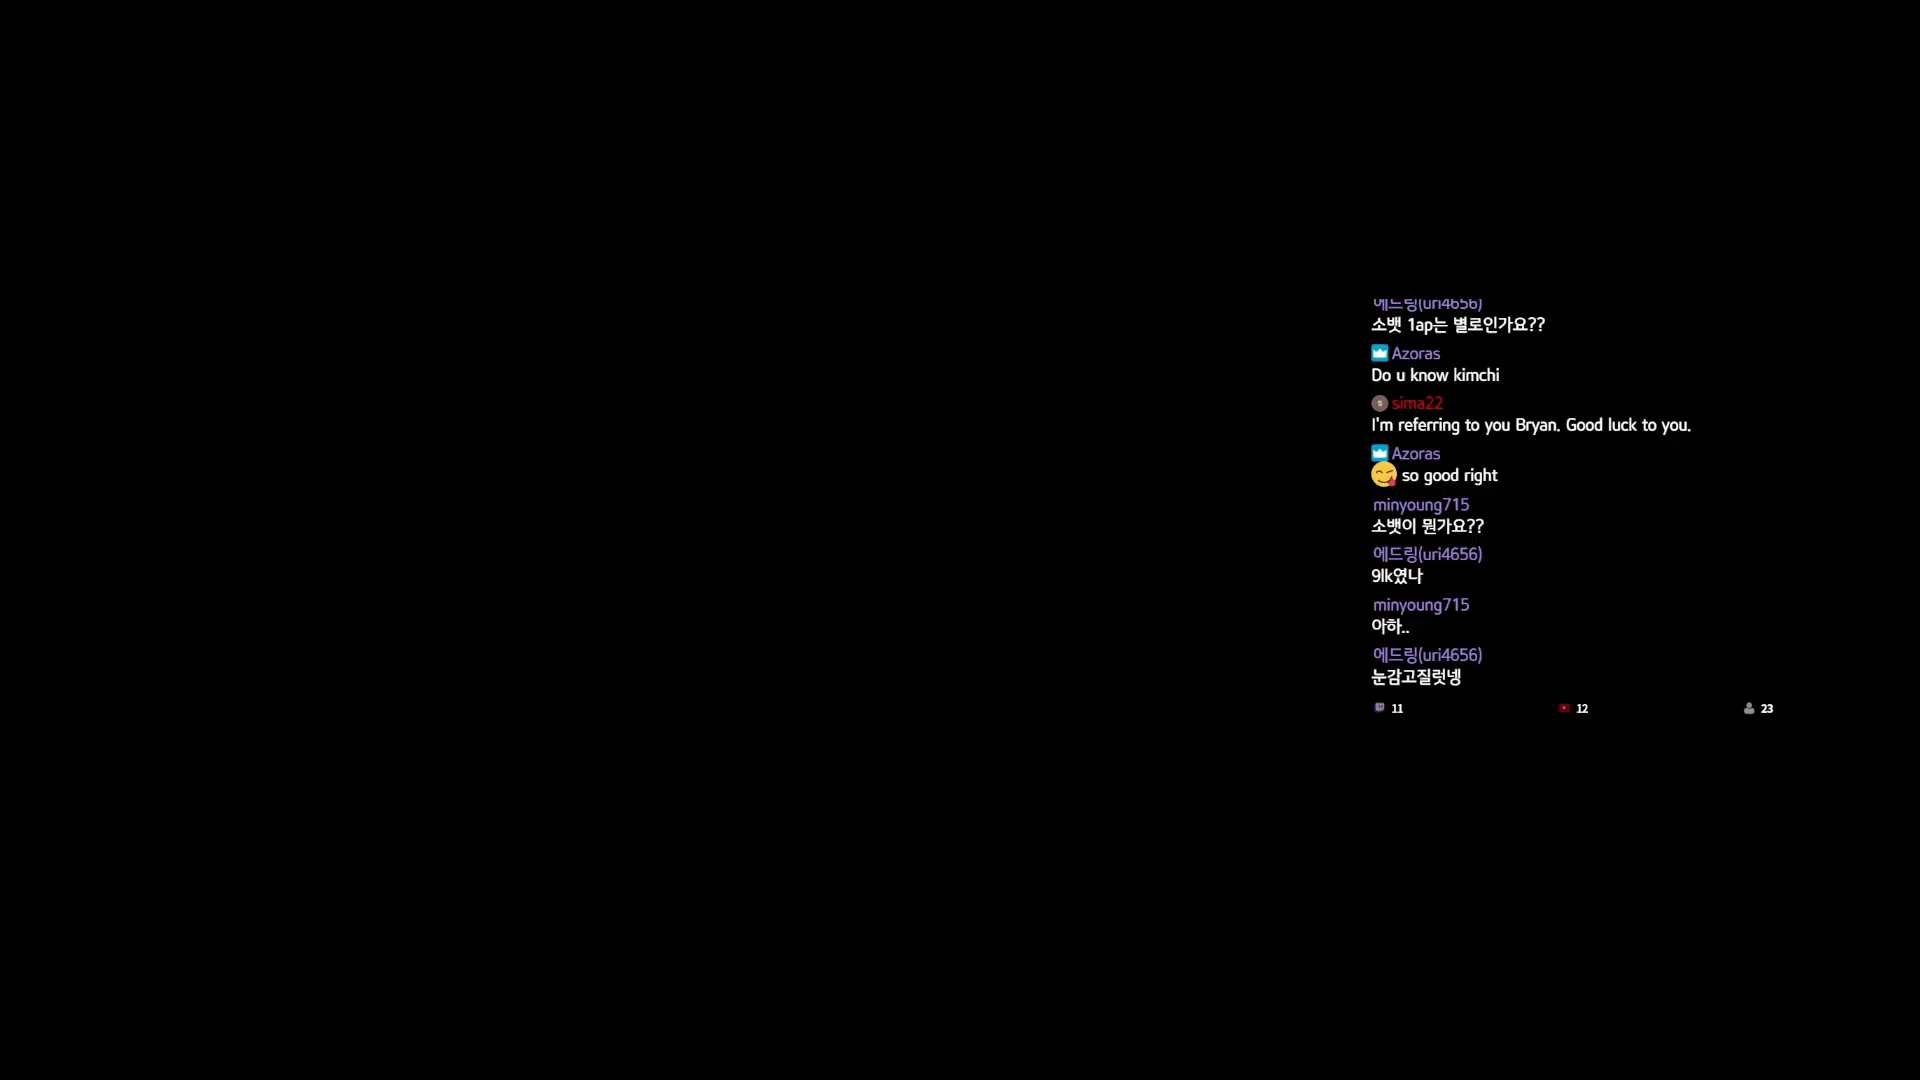 에드링(uri4656)
소뱃 1ap는 별로인가요??
Azoras
Do u know kimchi
sima22
I'm referring to you Bryan. Good luck to you.
Azoras
so good right
minyoung715
소뱃이 뭔가요??
에드링(uri4656)
9lk였나
minyoung715
아하..
에드링(uri4656)
눈감고질럿넹
11
12
23